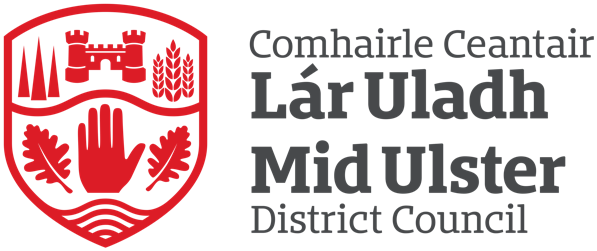 Comhairle Ceantair
Lár Uladh
Mid Ulster
District Council